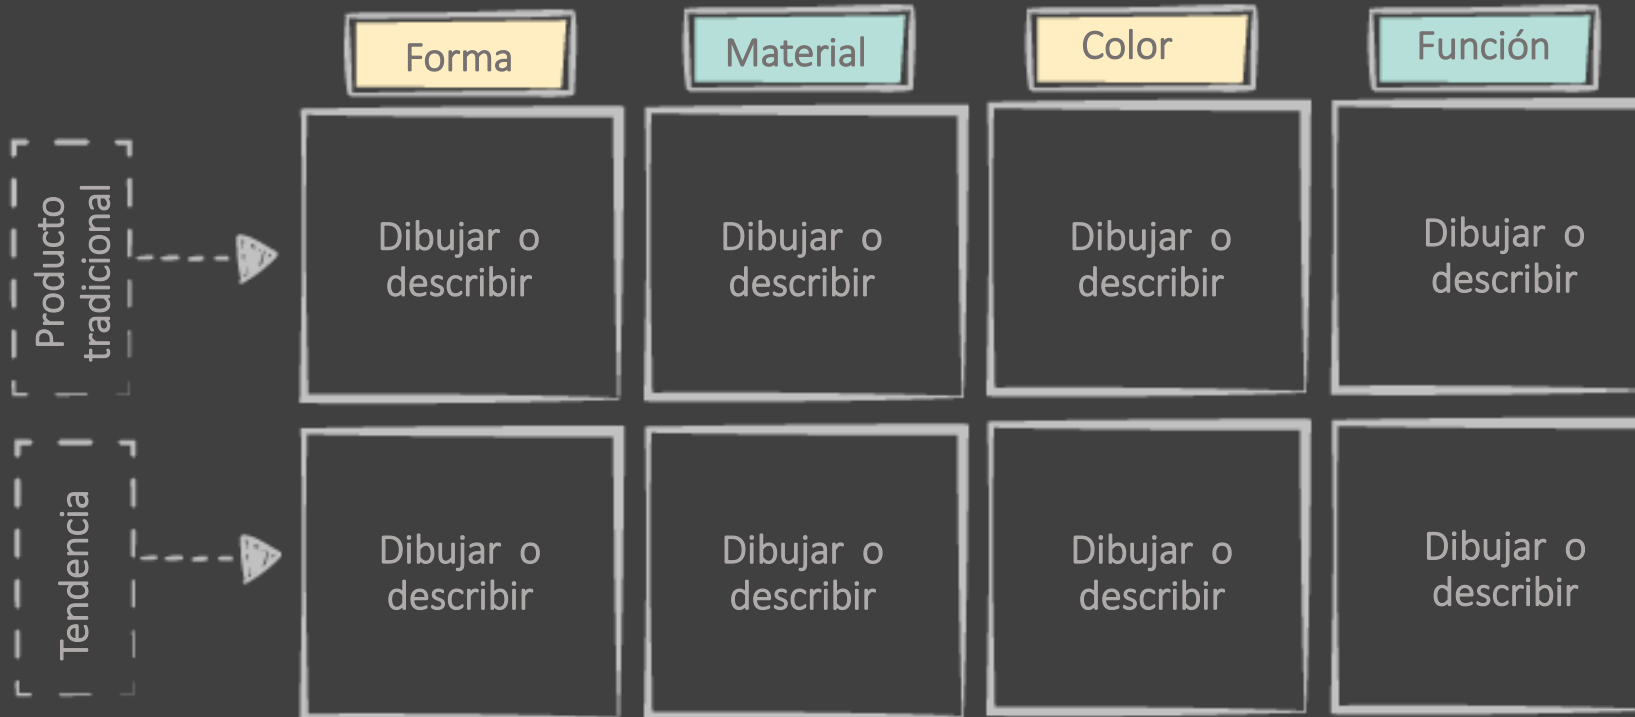 Forma
Material
Color
Función
Producto
tradicional
Dibujar o
describir
Dibujar o
describir
Dibujar o
describir
Dibujar o
describir
Tendencia
Dibujar o
describir
Dibujar o
describir
Dibujar o
describir
Dibujar o
describir